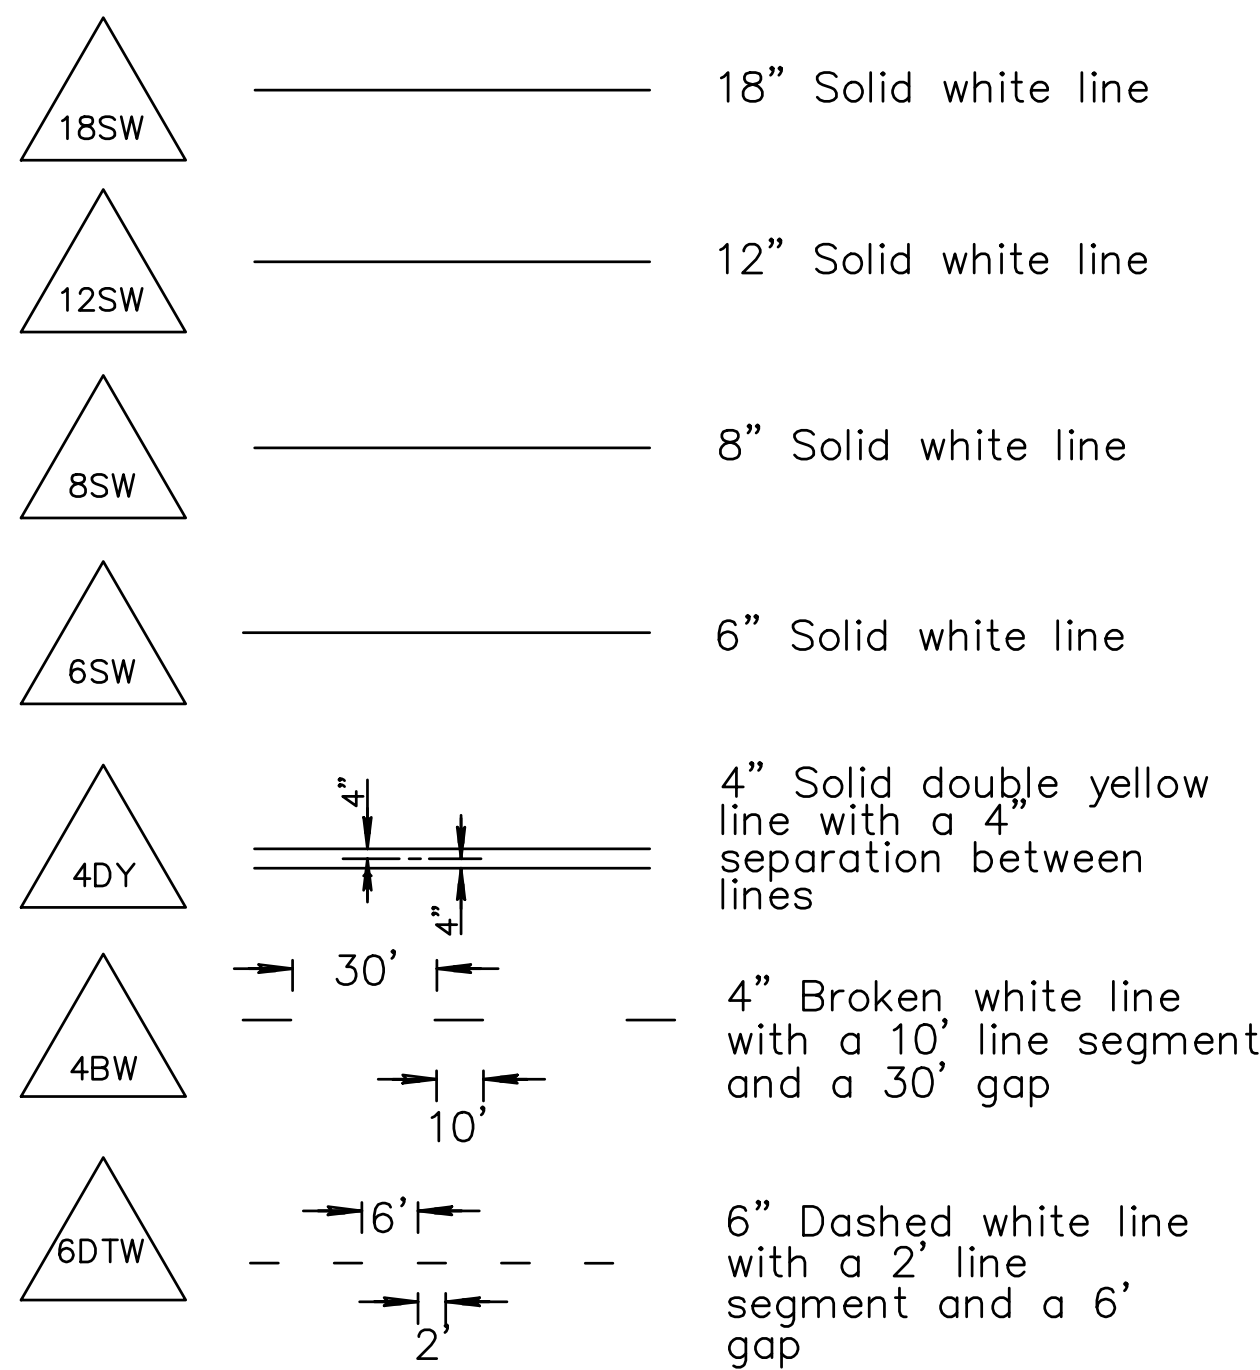 18SW
18” Solid white line
12SW
12” Solid white line
8SW
8” Solid white line
6SW
6” Solid white line
4DY
4”
4”
4” Solid double yellow
line with a 4”
separation between
lines
4BW
30’
10’
4” Broken white line
with a 10’ line segment
and a 30’ gap
6DTW
6’
2’
6” Dashed white line
with a 2’ line
segment and a 6’
gap